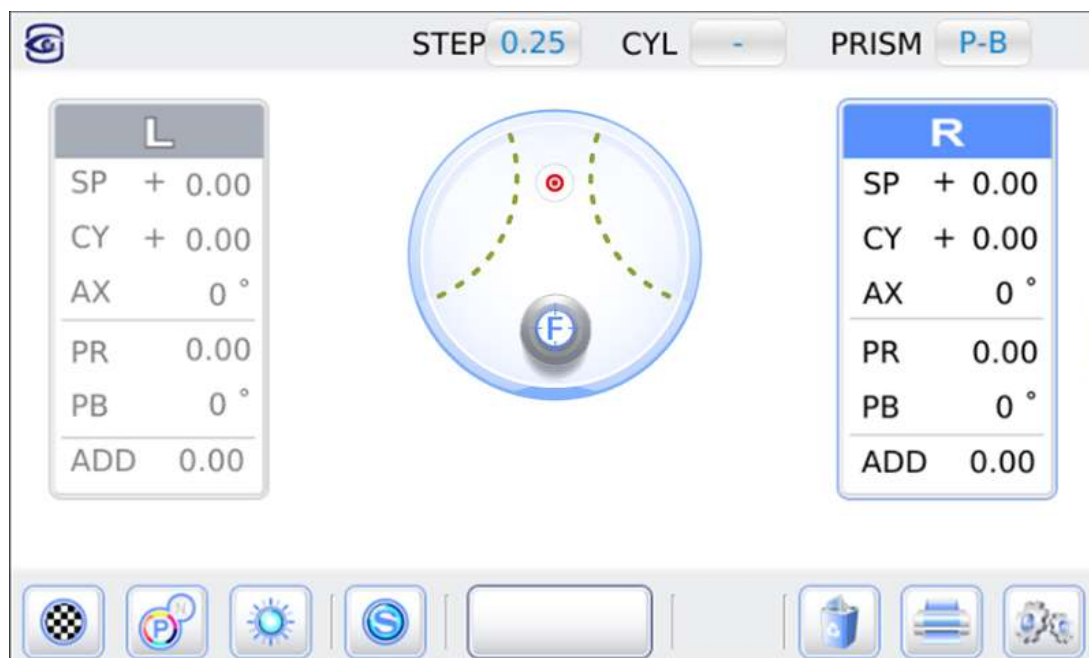 STEP 0.25 CYL - PRISM P-B
L
SP + 0.00
CY + 0.00
AX 0 °
PR 0.00
PB 0 °
ADD 0.00
F
R
SP + 0.00
CY + 0.00
AX 0 °
PR 0.00
PB 0 °
ADD 0.00
P N
S